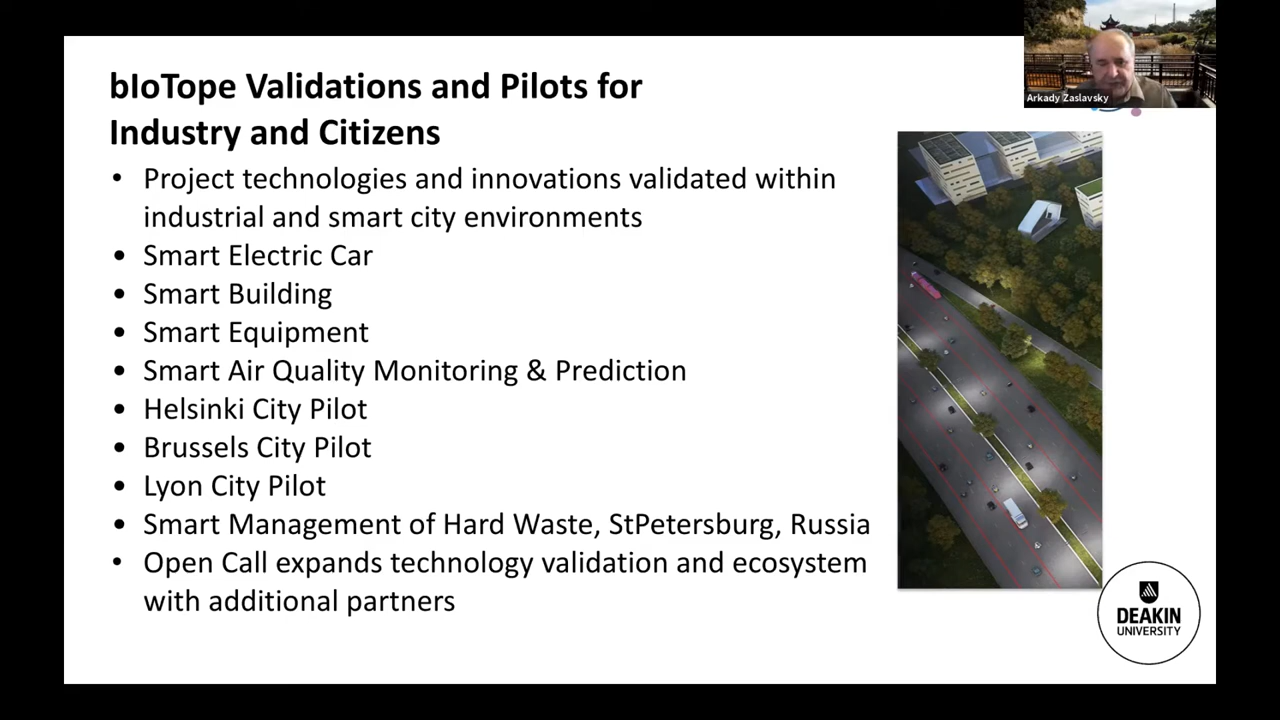 Arkady Zaslavsky
bIoTope Validations and Pilots for
Industry and Citizens
• Project technologies and innovations validated within
industrial and smart city environments
• Smart Electric Car
• Smart Building
• Smart Equipment
• Smart Air Quality Monitoring & Prediction
• Helsinki City Pilot
• Brussels City Pilot
• Lyon City Pilot
• Smart Management of Hard Waste, StPetersburg, Russia
• Open Call expands technology validation and ecosystem
with additional partners
DEAKIN
UNIVERSITY